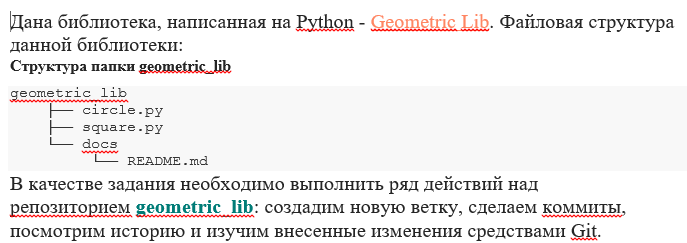 Дана библиотека, написанная на Python - Geometric Lib. Файловая структура
данной библиотеки:
Структура папки geometric_lib
geometric_lib
├── circle.py
├── square.py
└── docs
└── README.md
В качестве задания необходимо выполнить ряд действий над
репозиторием geometric_lib: создадим новую ветку, сделаем коммиты,
посмотрим историю и изучим внесенные изменения средствами Git.